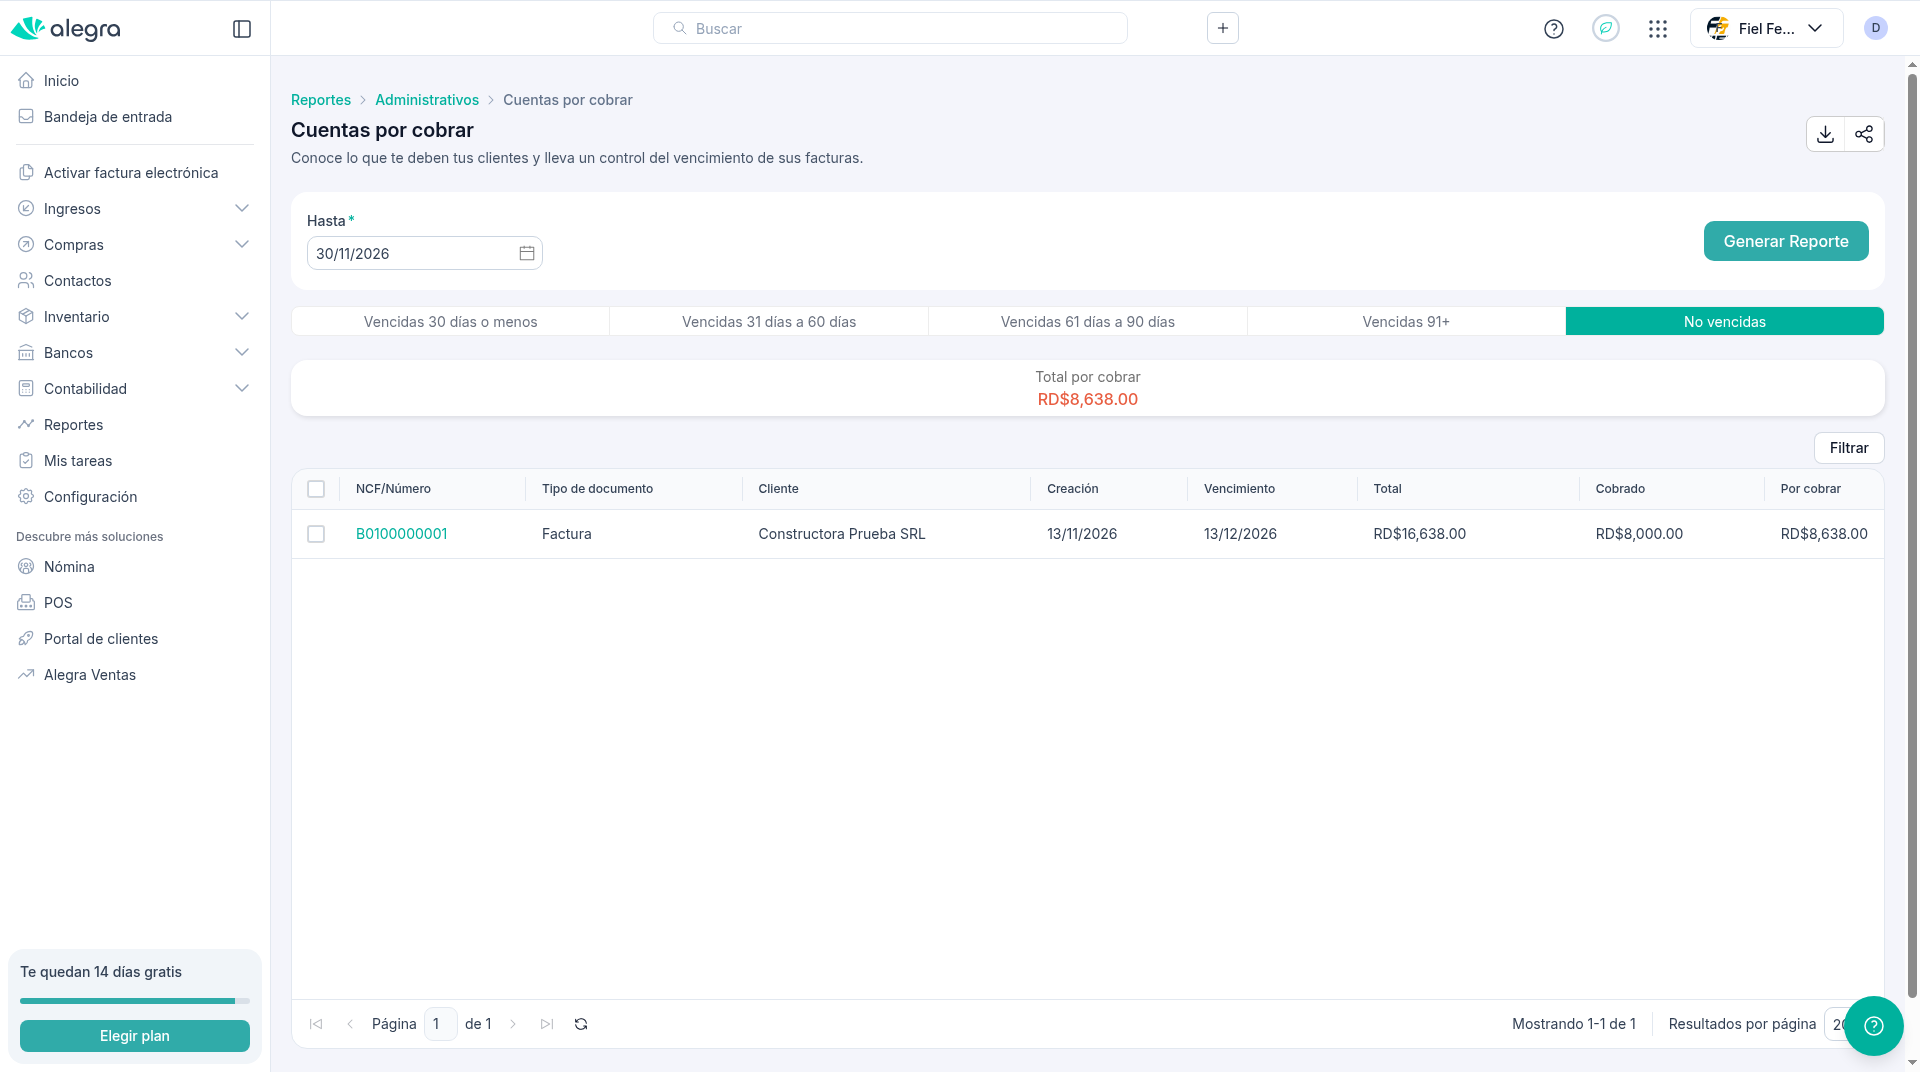 alegra
Buscar
Fiel Fe...
D
Inicio
Bandeja de entrada
Activar factura electrónica
Ingresos
Compras
Contactos
Inventario
Bancos
Contabilidad
Reportes
Mis tareas
Configuración
Descubre más soluciones
Nómina
POS
Portal de clientes
Alegra Ventas
Te quedan 14 días gratis
Elegir plan
Reportes > Administrativos > Cuentas por cobrar
Cuentas por cobrar
Conoce lo que te deben tus clientes y lleva un control del vencimiento de sus facturas.
Hasta *
30/11/2026
Generar Reporte
Vencidas 30 días o menos Vencidas 31 días a 60 días Vencidas 61 días a 90 días Vencidas 91+ No vencidas
Total por cobrar
RD$8,638.00
Filtrar
NCF/Número Tipo de documento Cliente Creación Vencimiento Total Cobrado Por cobrar
B0100000001 Factura Constructora Prueba SRL 13/11/2026 13/12/2026 RD$16,638.00 RD$8,000.00 RD$8,638.00
Página 1 de 1 Mostrando 1-1 de 1 Resultados por página